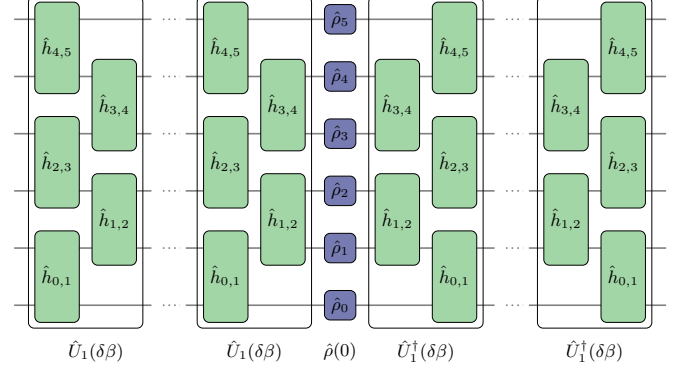 ĥ4,5 ĥ4,5 ρ̂5 ĥ4,5 ĥ4,5
ĥ3,4 ĥ3,4 ρ̂4 ĥ3,4 ĥ3,4
ĥ2,3 ĥ2,3 ρ̂3 ĥ2,3 ĥ2,3
ĥ1,2 ĥ1,2 ρ̂2 ĥ1,2 ĥ1,2
ĥ0,1 ĥ0,1 ρ̂1 ĥ0,1 ĥ0,1
ρ̂0
Û1(δβ) Û1(δβ) ρ̂(0) Û1†(δβ) Û1†(δβ)